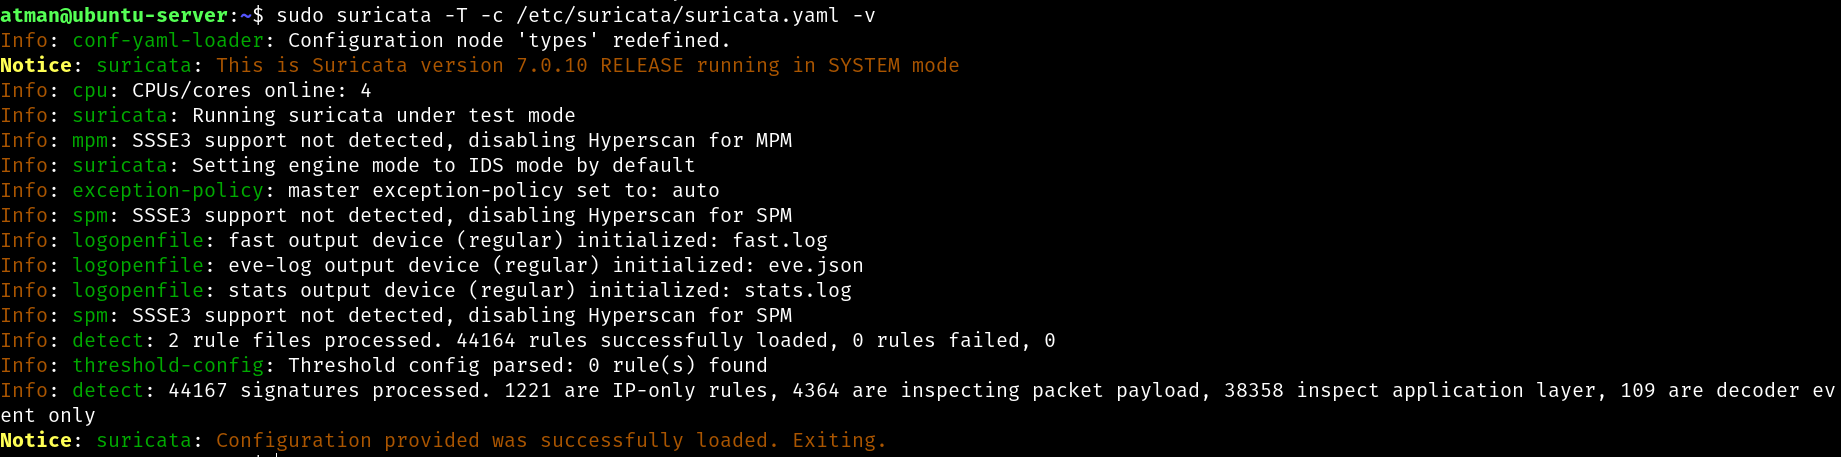 atman@ubuntu-server:~$ sudo suricata -T -c /etc/suricata/suricata.yaml -v
Info: conf-yaml-loader: Configuration node 'types' redefined.
Notice: suricata: This is Suricata version 7.0.10 RELEASE running in SYSTEM mode
Info: cpu: CPUs/cores online: 4
Info: suricata: Running suricata under test mode
Info: mpm: SSSE3 support not detected, disabling Hyperscan for MPM
Info: suricata: Setting engine mode to IDS mode by default
Info: exception-policy: master exception-policy set to: auto
Info: spm: SSSE3 support not detected, disabling Hyperscan for SPM
Info: logopenfile: fast output device (regular) initialized: fast.log
Info: logopenfile: eve-log output device (regular) initialized: eve.json
Info: logopenfile: stats output device (regular) initialized: stats.log
Info: spm: SSSE3 support not detected, disabling Hyperscan for SPM
Info: detect: 2 rule files processed. 44164 rules successfully loaded, 0 rules failed, 0
Info: threshold-config: Threshold config parsed: 0 rule(s) found
Info: detect: 44167 signatures processed. 1221 are IP-only rules, 4364 are inspecting packet payload, 38358 inspect application layer, 109 are decoder ev
ent only
Notice: suricata: Configuration provided was successfully loaded. Exiting.